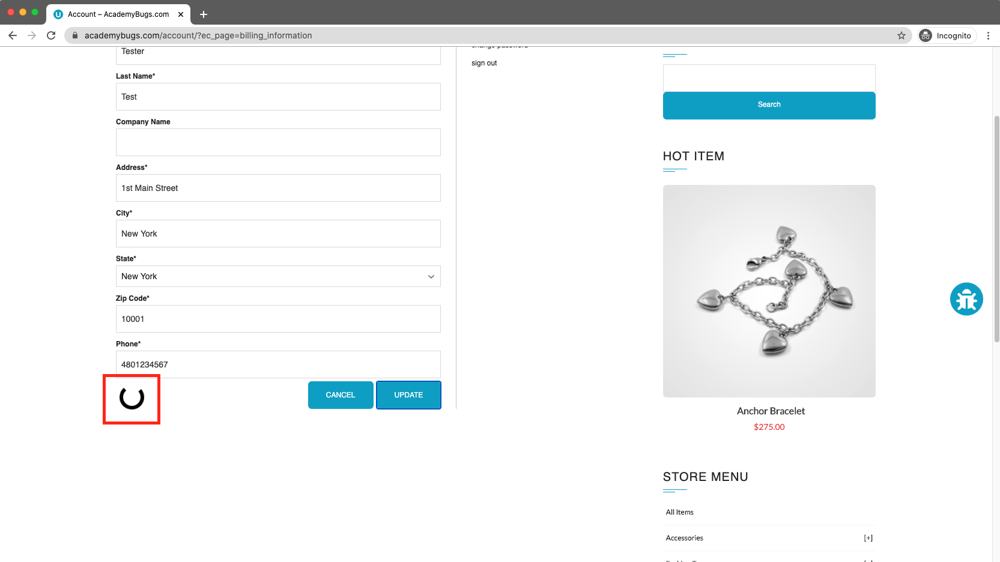 Account – AcademyBugs.com
academybugs.com/account/?ec_page=billing_information
Incognito
Tester
Last Name*
Test
Company Name
Address*
1st Main Street
City*
New York
State*
New York
Zip Code*
10001
Phone*
4801234567
CANCEL
UPDATE
change password
sign out
Search
HOT ITEM
Anchor Bracelet
$275.00
STORE MENU
All Items
Accessories [+]